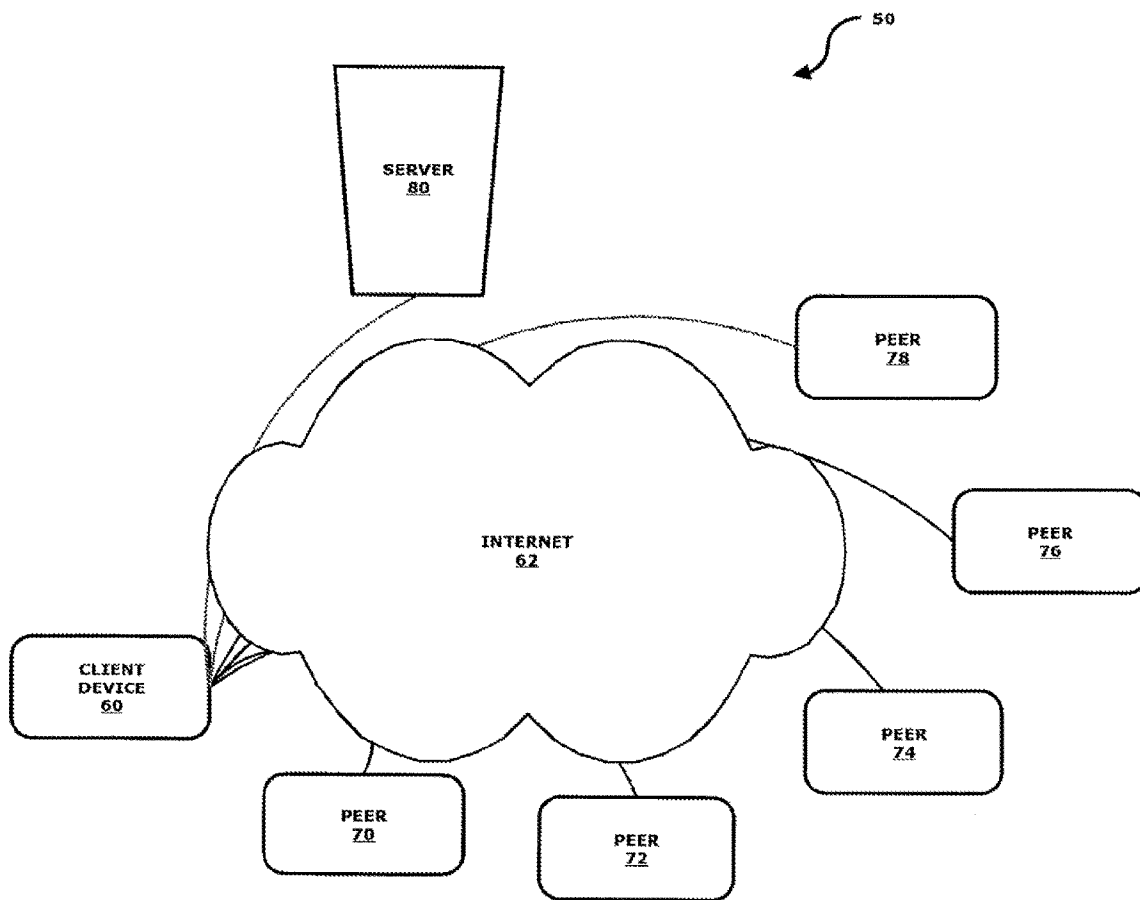 50
SERVER
80
PEER
78
PEER
76
INTERNET
62
CLIENT
DEVICE
60
PEER
74
PEER
70
PEER
72